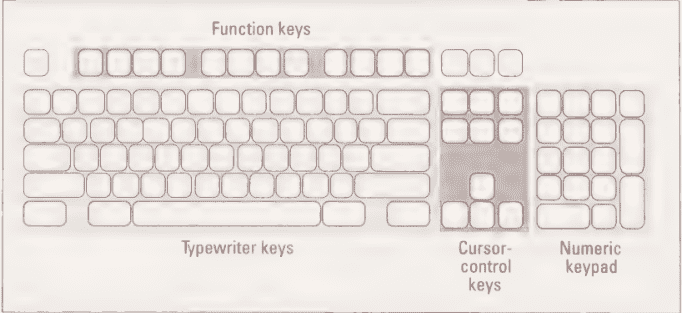 Function keys
Typewriter keys
Cursor-
control
keys
Numeric
keypad